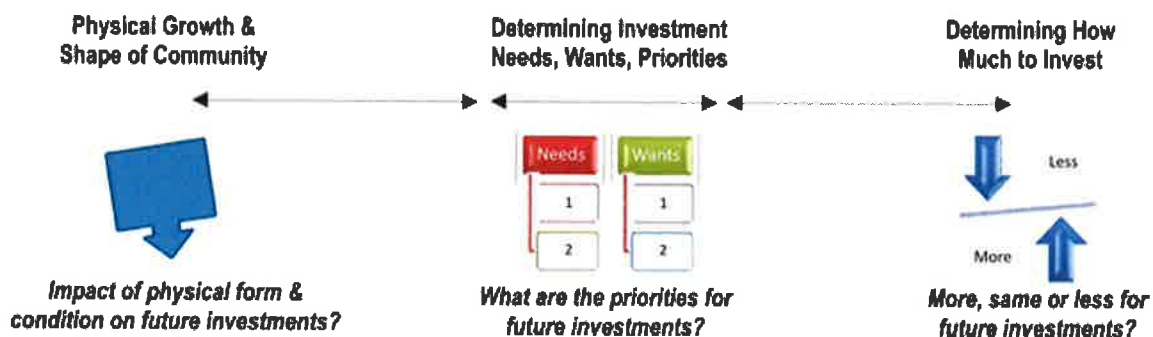 Physical Growth &
Shape of Community
Determining Investment
Needs, Wants, Priorities
Determining How
Much to Invest
Needs
Wants
1
1
2
2
Less
More
Impact of physical form &
condition on future investments?
What are the priorities for
future investments?
More, same or less for
future investments?